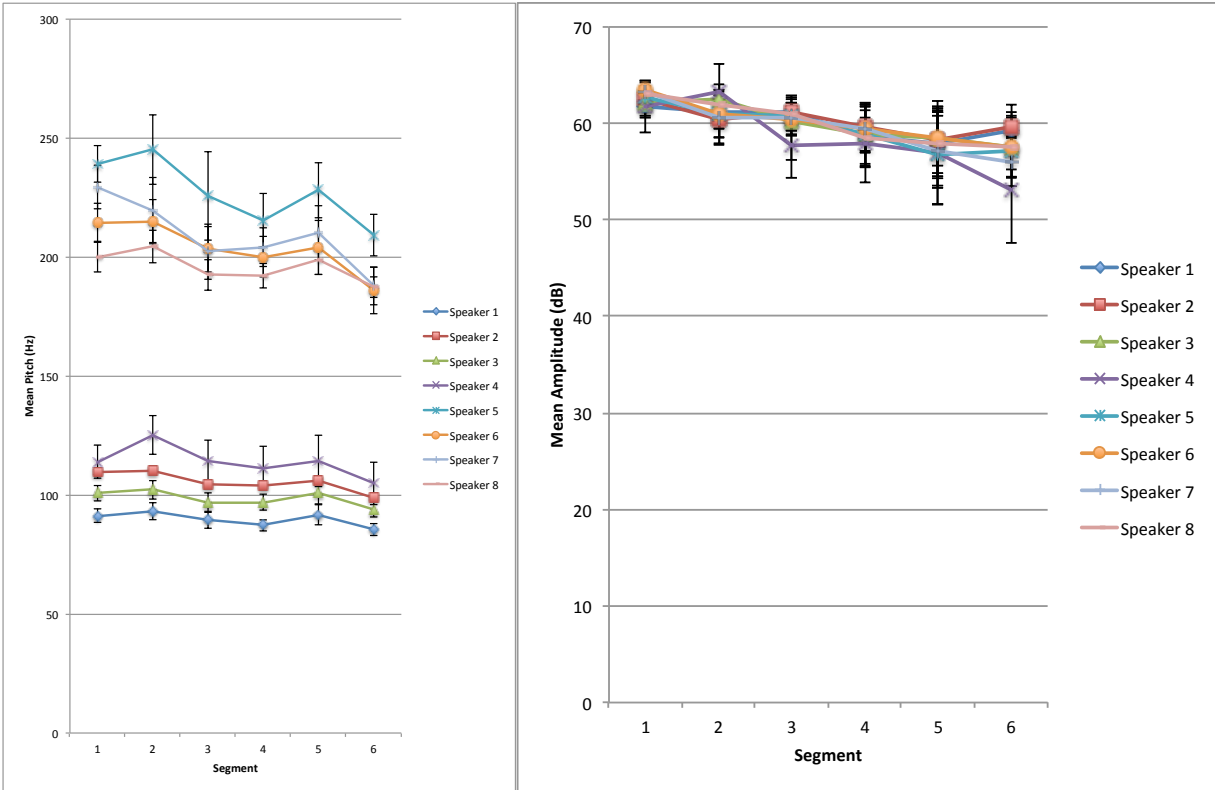 300
250
200
150
100
50
0
Mean Pitch (Hz)
1 2 3 4 5 6
Segment
Speaker 1
Speaker 2
Speaker 3
Speaker 4
Speaker 5
Speaker 6
Speaker 7
Speaker 8
70
60
50
40
30
20
10
0
Mean Amplitude (dB)
1 2 3 4 5 6
Segment
Speaker 1
Speaker 2
Speaker 3
Speaker 4
Speaker 5
Speaker 6
Speaker 7
Speaker 8